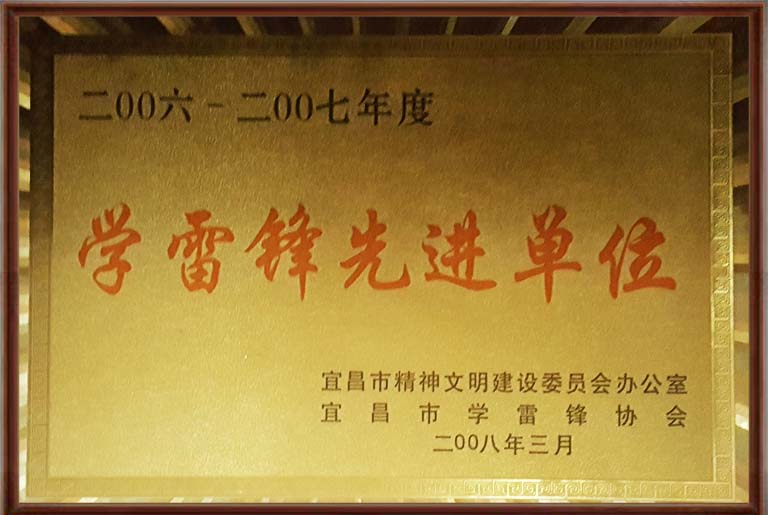 二00六－二00七年度
学雷锋先进单位
宜昌市精神文明建设委员会办公室
宜昌市学雷锋协会
二00八年三月